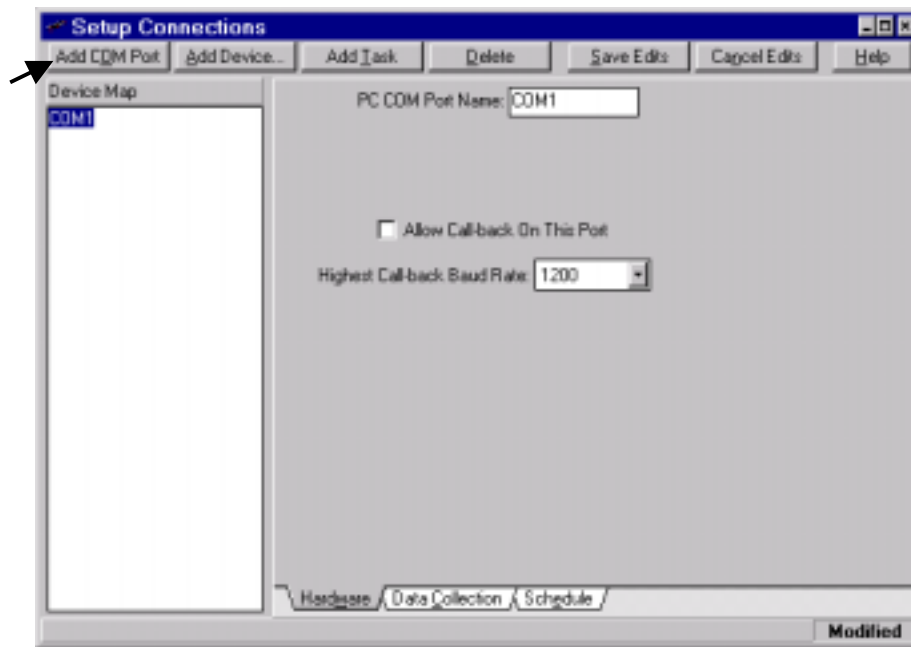 Setup Connections
Add COM Port Add Device... Add Task Delete Save Edits Cancel Edits Help
Device Map
COM1
PC COM Port Name: COM1
Allow Call-back On This Port
Highest Call-back Baud Rate: 1200
Hardware Data Collection Schedule
Modified